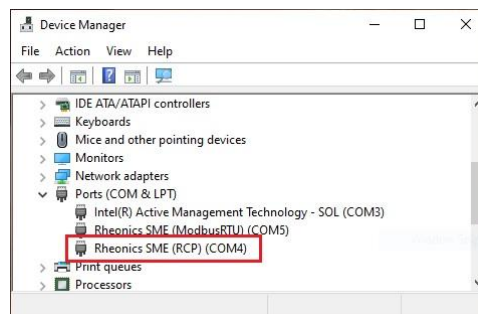 Device Manager
File Action View Help
IDE ATA/ATAPI controllers
Keyboards
Mice and other pointing devices
Monitors
Network adapters
Ports (COM & LPT)
Intel(R) Active Management Technology - SOL (COM3)
Rheonics SME (ModbusRTU) (COM5)
Rheonics SME (RCP) (COM4)
Print queues
Processors